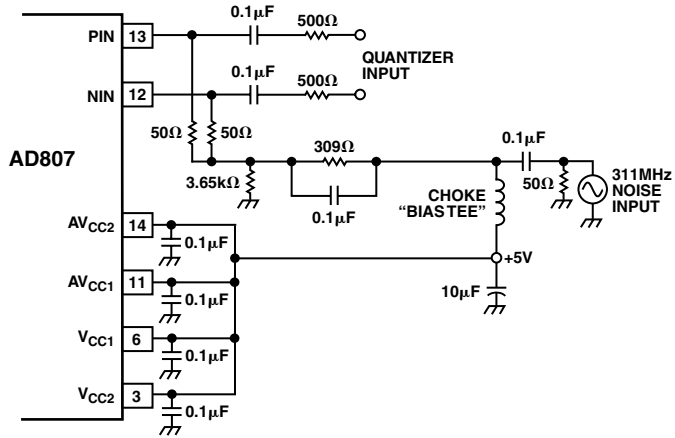 PIN
13
0.1µF
500Ω
QUANTIZER
INPUT
NIN
12
0.1µF
500Ω
50Ω
50Ω
AD807
3.65kΩ
309Ω
0.1µF
CHOKE
"BIAS TEE"
0.1µF
50Ω
311MHz
NOISE
INPUT
AVCC2
14
0.1µF
+5V
10µF
AVCC1
11
0.1µF
VCC1
6
0.1µF
VCC2
3
0.1µF